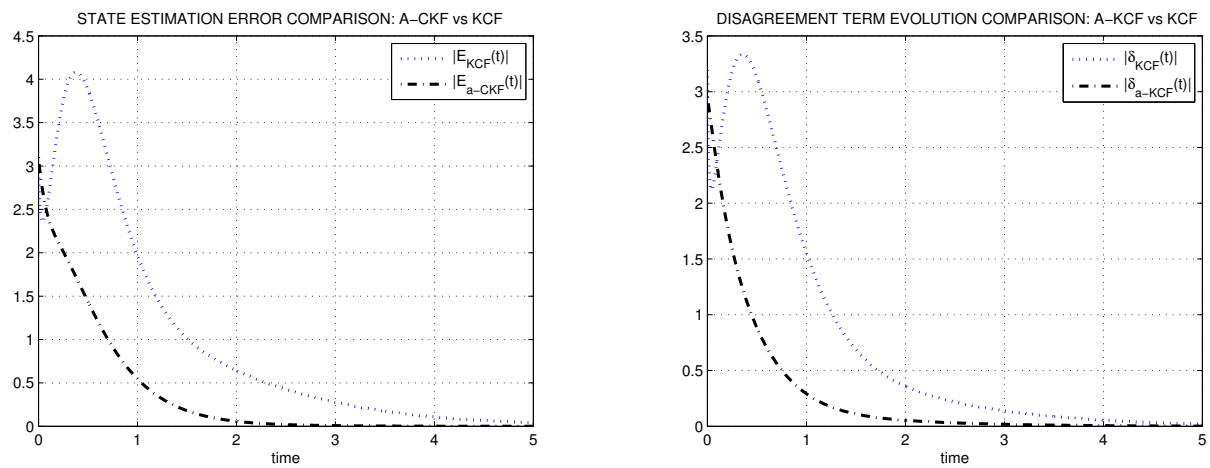 STATE ESTIMATION ERROR COMPARISON: A−CKF vs KCF
4.5
4
3.5
3
2.5
2
1.5
1
0.5
0
|E_KCF(t)|
|E_a−CKF(t)|
0 1 2 3 4 5
time
DISAGREEMENT TERM EVOLUTION COMPARISON: A−KCF vs KCF
3.5
3
2.5
2
1.5
1
0.5
0
|δ_KCF(t)|
|δ_a−KCF(t)|
0 1 2 3 4 5
time